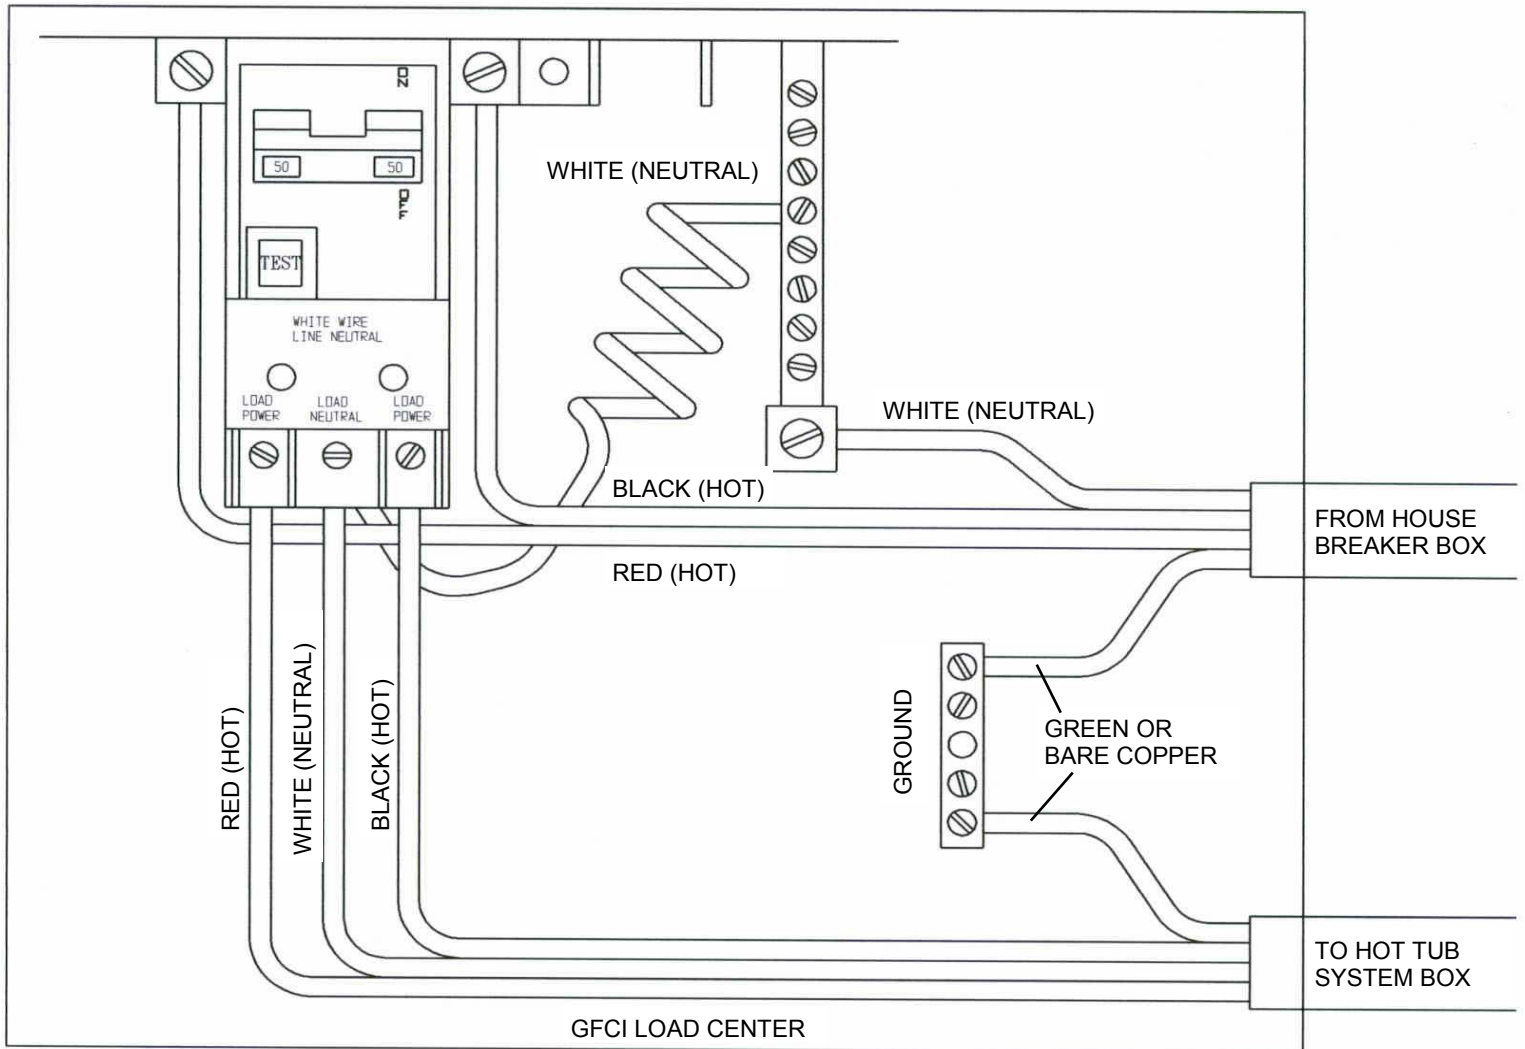 ON
50 50
OFF
TEST
WHITE WIRE
LINE NEUTRAL
LOAD
POWER
LOAD
NEUTRAL
LOAD
POWER
WHITE (NEUTRAL)
WHITE (NEUTRAL)
BLACK (HOT)
RED (HOT)
FROM HOUSE
BREAKER BOX
RED (HOT)
WHITE (NEUTRAL)
BLACK (HOT)
GROUND
GREEN OR
BARE COPPER
TO HOT TUB
SYSTEM BOX
GFCI LOAD CENTER